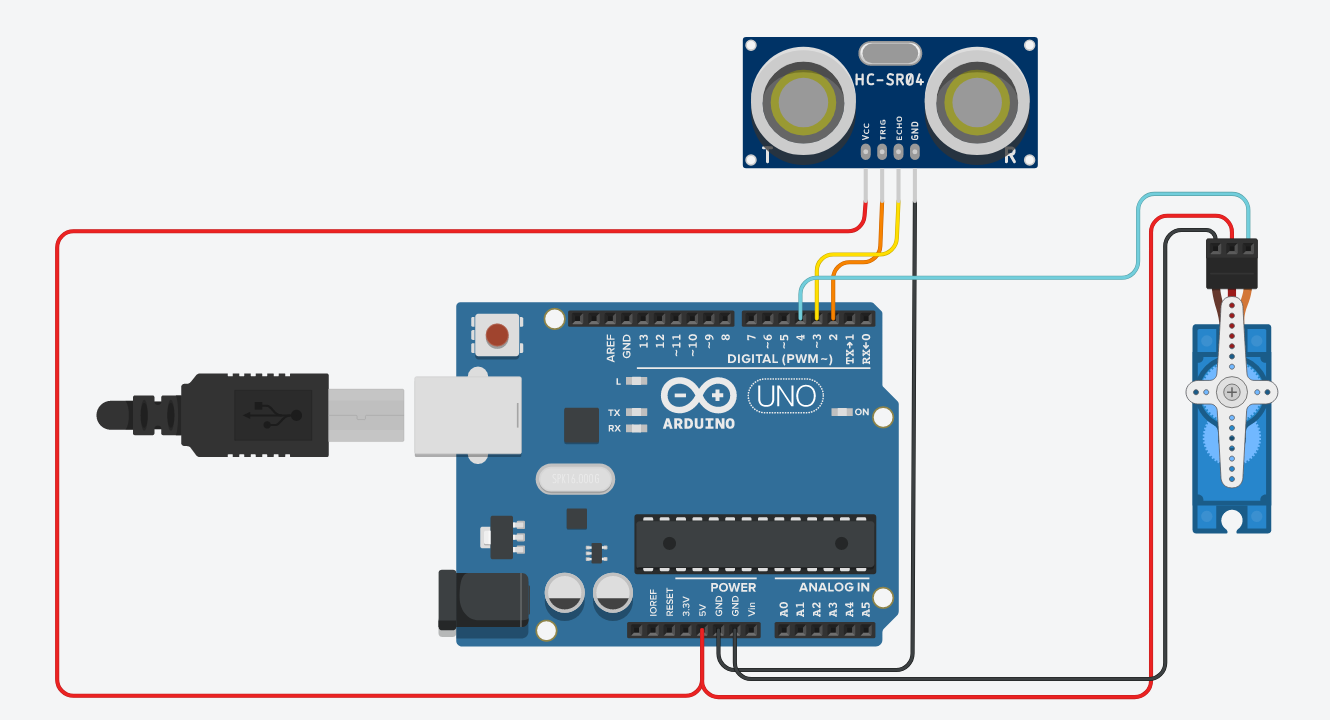 HC-SR04
Vcc
TRIG
ECHO
GND
T
R
AREF
GND
13
12
~11
~10
~9
8
7
~6
~5
4
~3
2
TX→1
RX←0
DIGITAL (PWM~)
L
TX
RX
ARDUINO
UNO
ON
POWER
ANALOG IN
IOREF
RESET
3.3V
5V
GND
GND
Vin
A0
A1
A2
A3
A4
A5